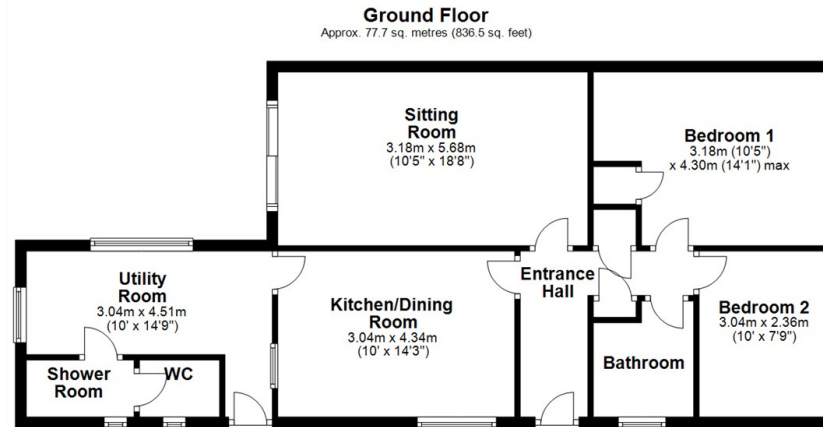 Ground Floor
Approx. 77.7 sq. metres (836.5 sq. feet)
Sitting
Room
3.18m x 5.68m
(10'5" x 18'8")
Bedroom 1
3.18m (10'5")
x 4.30m (14'1") max
Utility
Room
3.04m x 4.51m
(10' x 14'9")
Kitchen/Dining
Room
3.04m x 4.34m
(10' x 14'3")
Entrance
Hall
Bedroom 2
3.04m x 2.36m
(10' x 7'9")
Bathroom
Shower
Room
WC